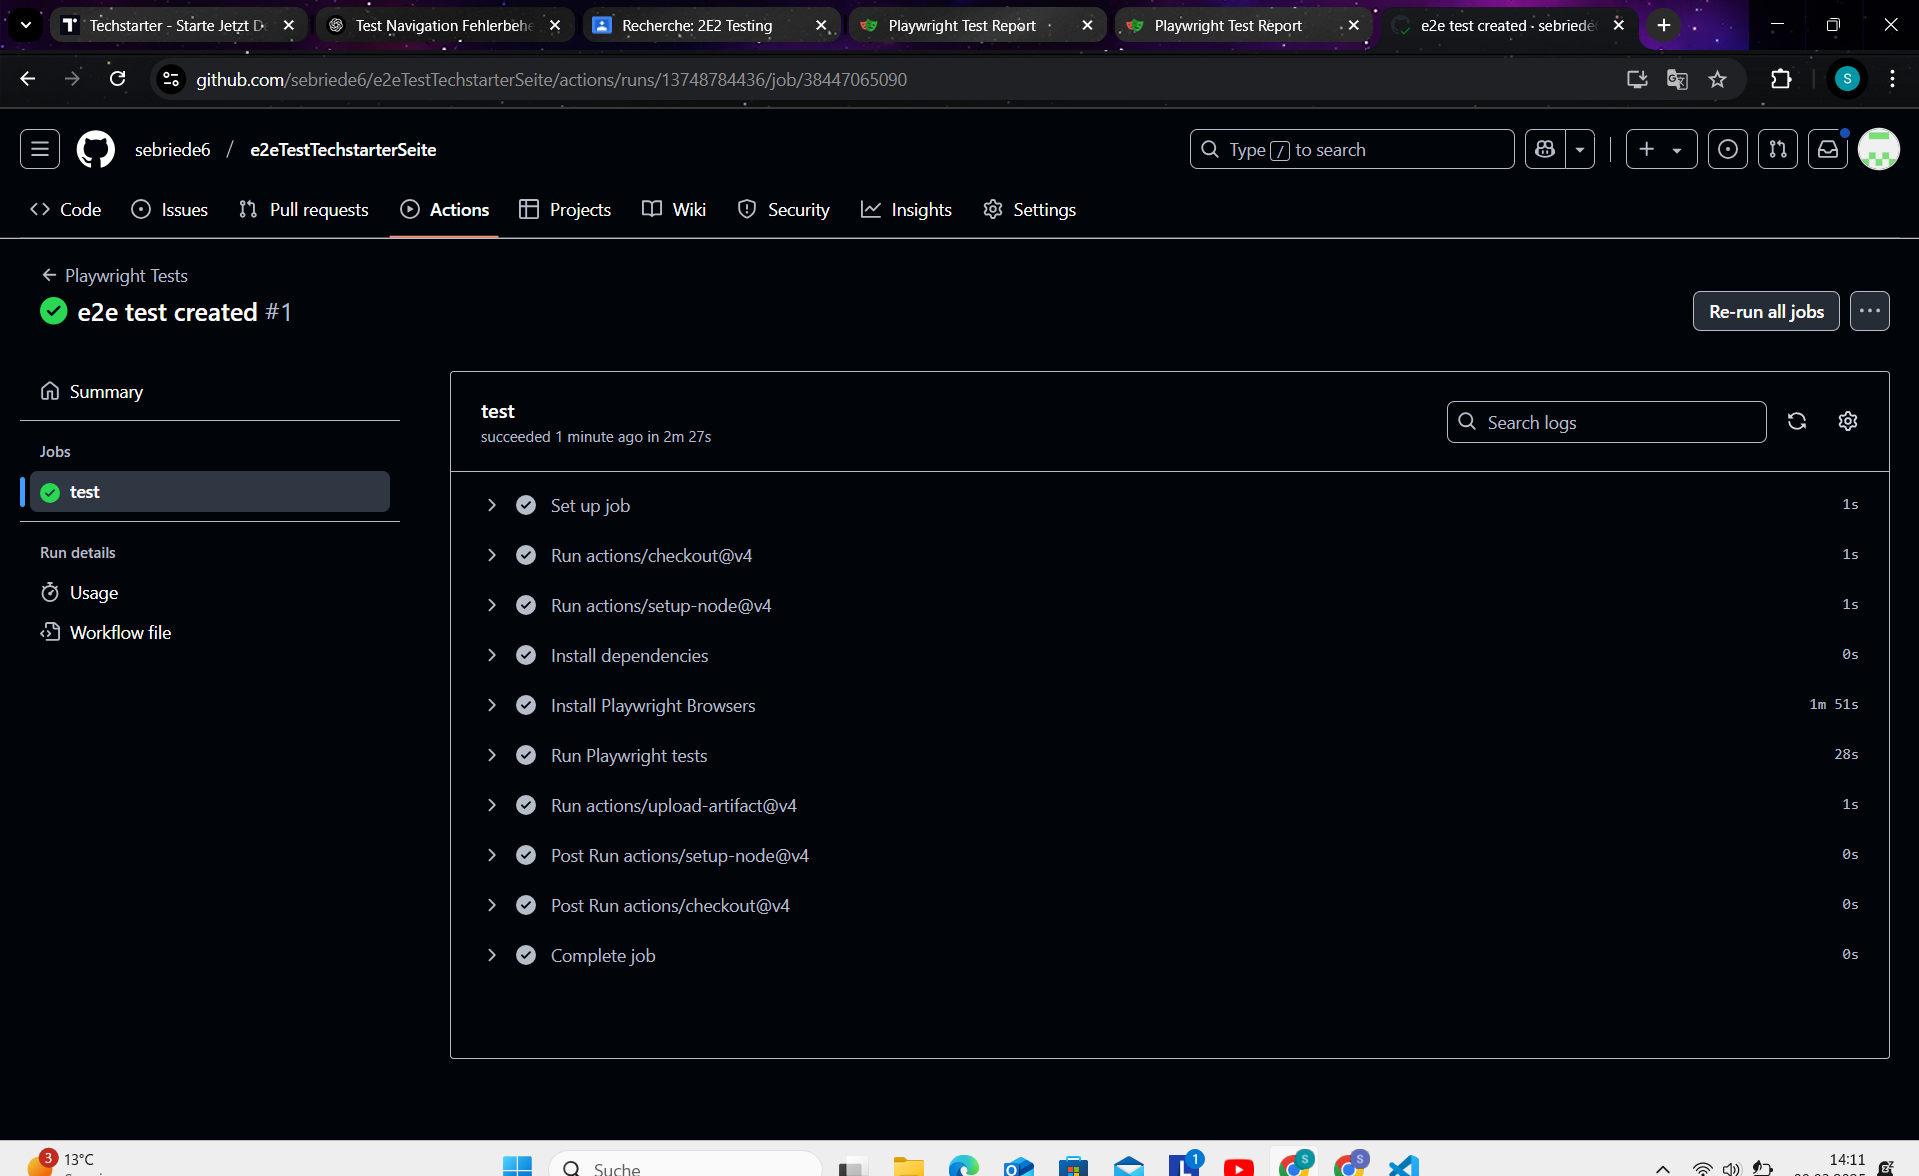 Techstarter - Starte Jetzt D
Test Navigation Fehlerbehe
Recherche: 2E2 Testing
Playwright Test Report
Playwright Test Report
e2e test created · sebriede
github.com/sebriede6/e2eTestTechstarterSeite/actions/runs/13748784436/job/38447065090
S
sebriede6 / e2eTestTechstarterSeite
Type / to search
Code
Issues
Pull requests
Actions
Projects
Wiki
Security
Insights
Settings
Playwright Tests
e2e test created #1
Re-run all jobs
Summary
Jobs
test
Run details
Usage
Workflow file
test
succeeded 1 minute ago in 2m 27s
Search logs
Set up job 1s
Run actions/checkout@v4 1s
Run actions/setup-node@v4 1s
Install dependencies 0s
Install Playwright Browsers 1m 51s
Run Playwright tests 28s
Run actions/upload-artifact@v4 1s
Post Run actions/setup-node@v4 0s
Post Run actions/checkout@v4 0s
Complete job 0s
3
13°C
Suche
1
S
S
14:11